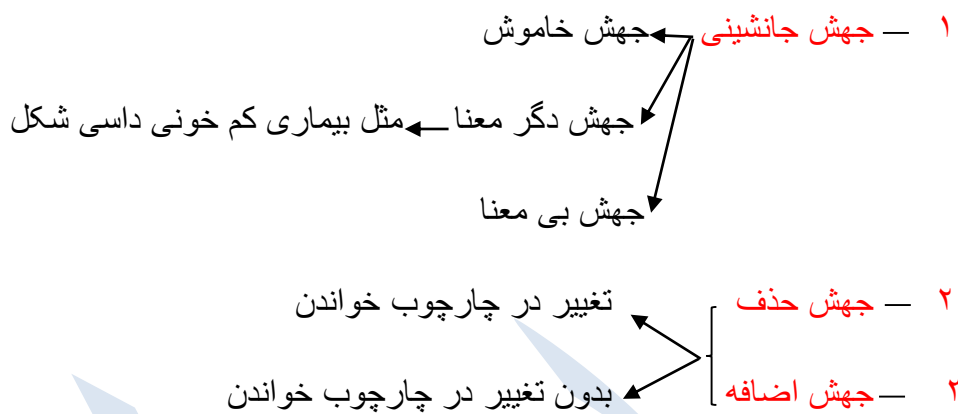 ۱ – جهش جانشینی جهش خاموش
جهش دگر معنا مثل بیماری کم خونی داسی شکل
جهش بی معنا
۲ – جهش حذف تغییر در چارچوب خواندن
۲ – جهش اضافه بدون تغییر در چارچوب خواندن